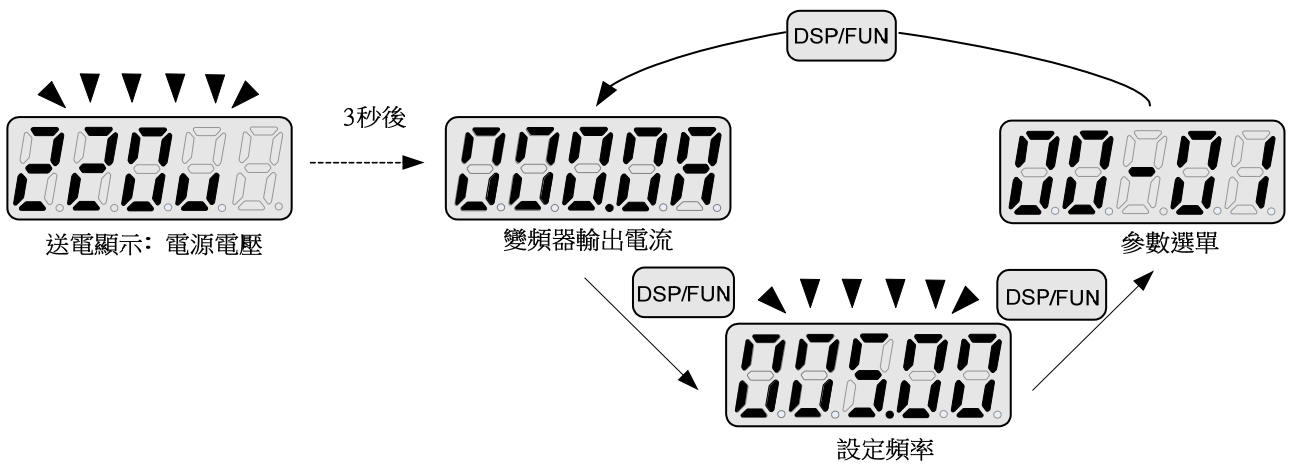 DSP/FUN
220u
3秒後
000.0A
00-01
送電顯示：電源電壓
變頻器輸出電流
參數選單
DSP/FUN
DSP/FUN
005.00
設定頻率